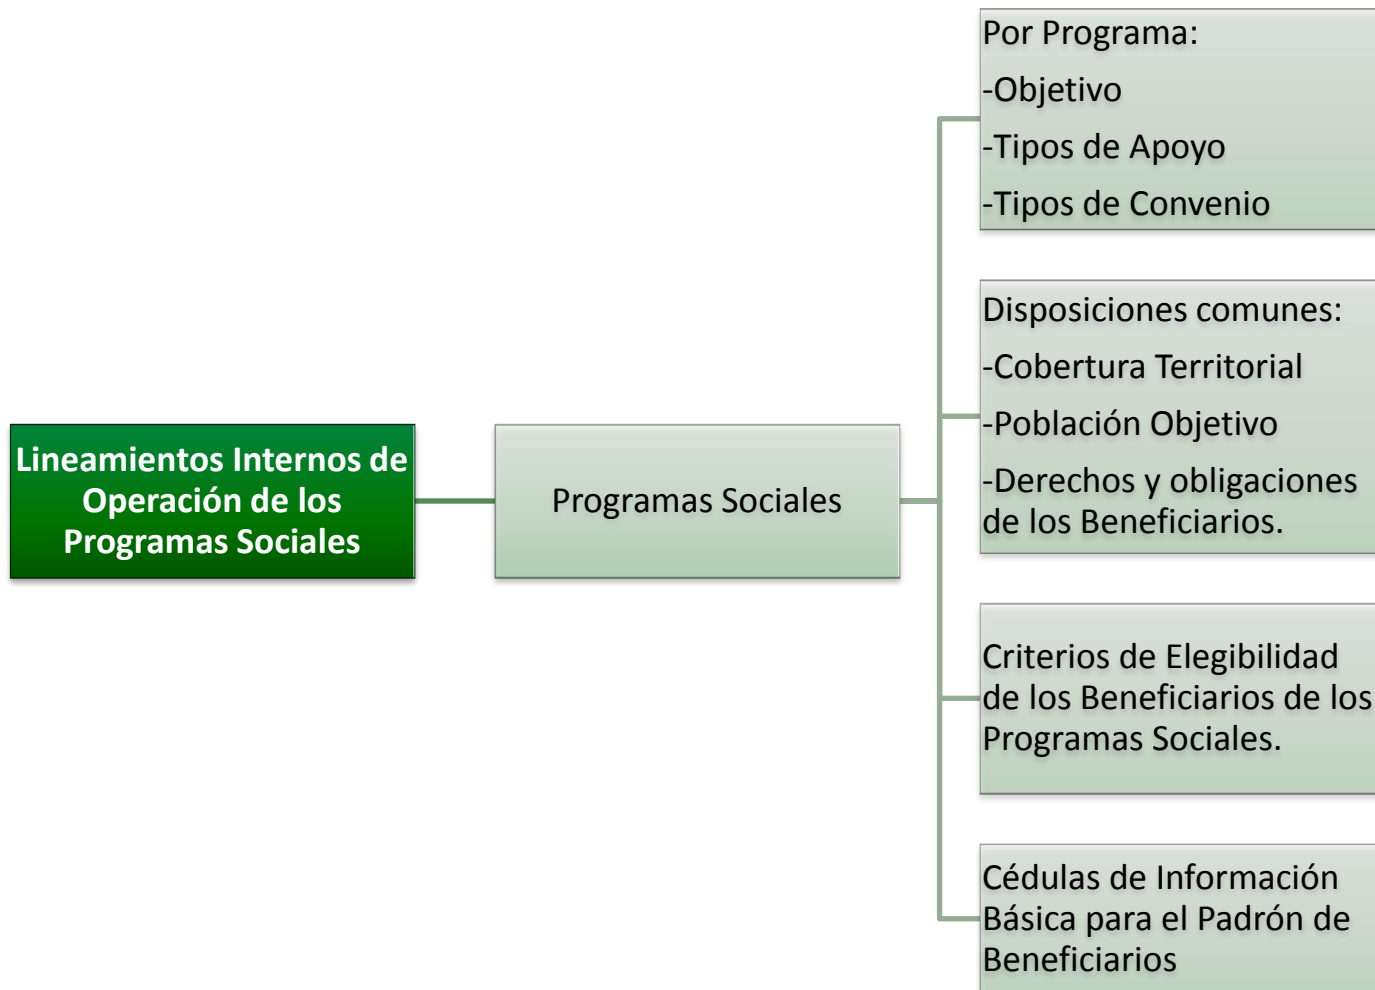 Lineamientos Internos de
Operación de los
Programas Sociales
Programas Sociales
Por Programa:
-Objetivo
-Tipos de Apoyo
-Tipos de Convenio
Disposiciones comunes:
-Cobertura Territorial
-Población Objetivo
-Derechos y obligaciones
de los Beneficiarios.
Criterios de Elegibilidad
de los Beneficiarios de los
Programas Sociales.
Cédulas de Información
Básica para el Padrón de
Beneficiarios